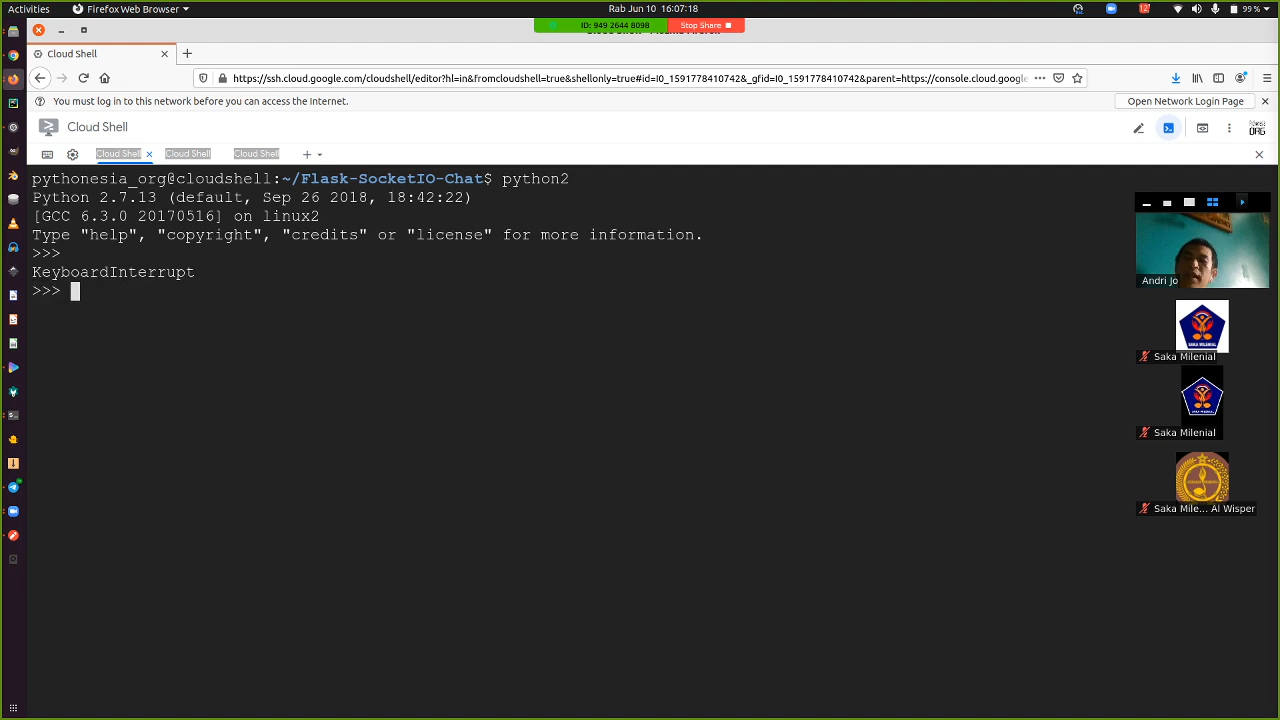 Activities
Firefox Web Browser
Rab Jun 10 16:07:18
99 %
ID: 949 2644 8098
Stop Share
Cloud Shell
https://ssh.cloud.google.com/cloudshell/editor?hl=in&fromcloudshell=true&shellonly=true#id=I0_1591778410742&_gfid=I0_1591778410742&parent=https://console.cloud.goog
You must log in to this network before you can access the Internet.
Open Network Login Page
Cloud Shell
Cloud Shell
Cloud Shell
Cloud Shell
pythonesia_org@cloudshell:~/Flask-SocketIO-Chat$ python2
Python 2.7.13 (default, Sep 26 2018, 18:42:22)
[GCC 6.3.0 20170516] on linux2
Type "help", "copyright", "credits" or "license" for more information.
>>>
KeyboardInterrupt
>>>
Andri Jo
Saka Milenial
Saka Milenial
Saka Mile... Al Wisper